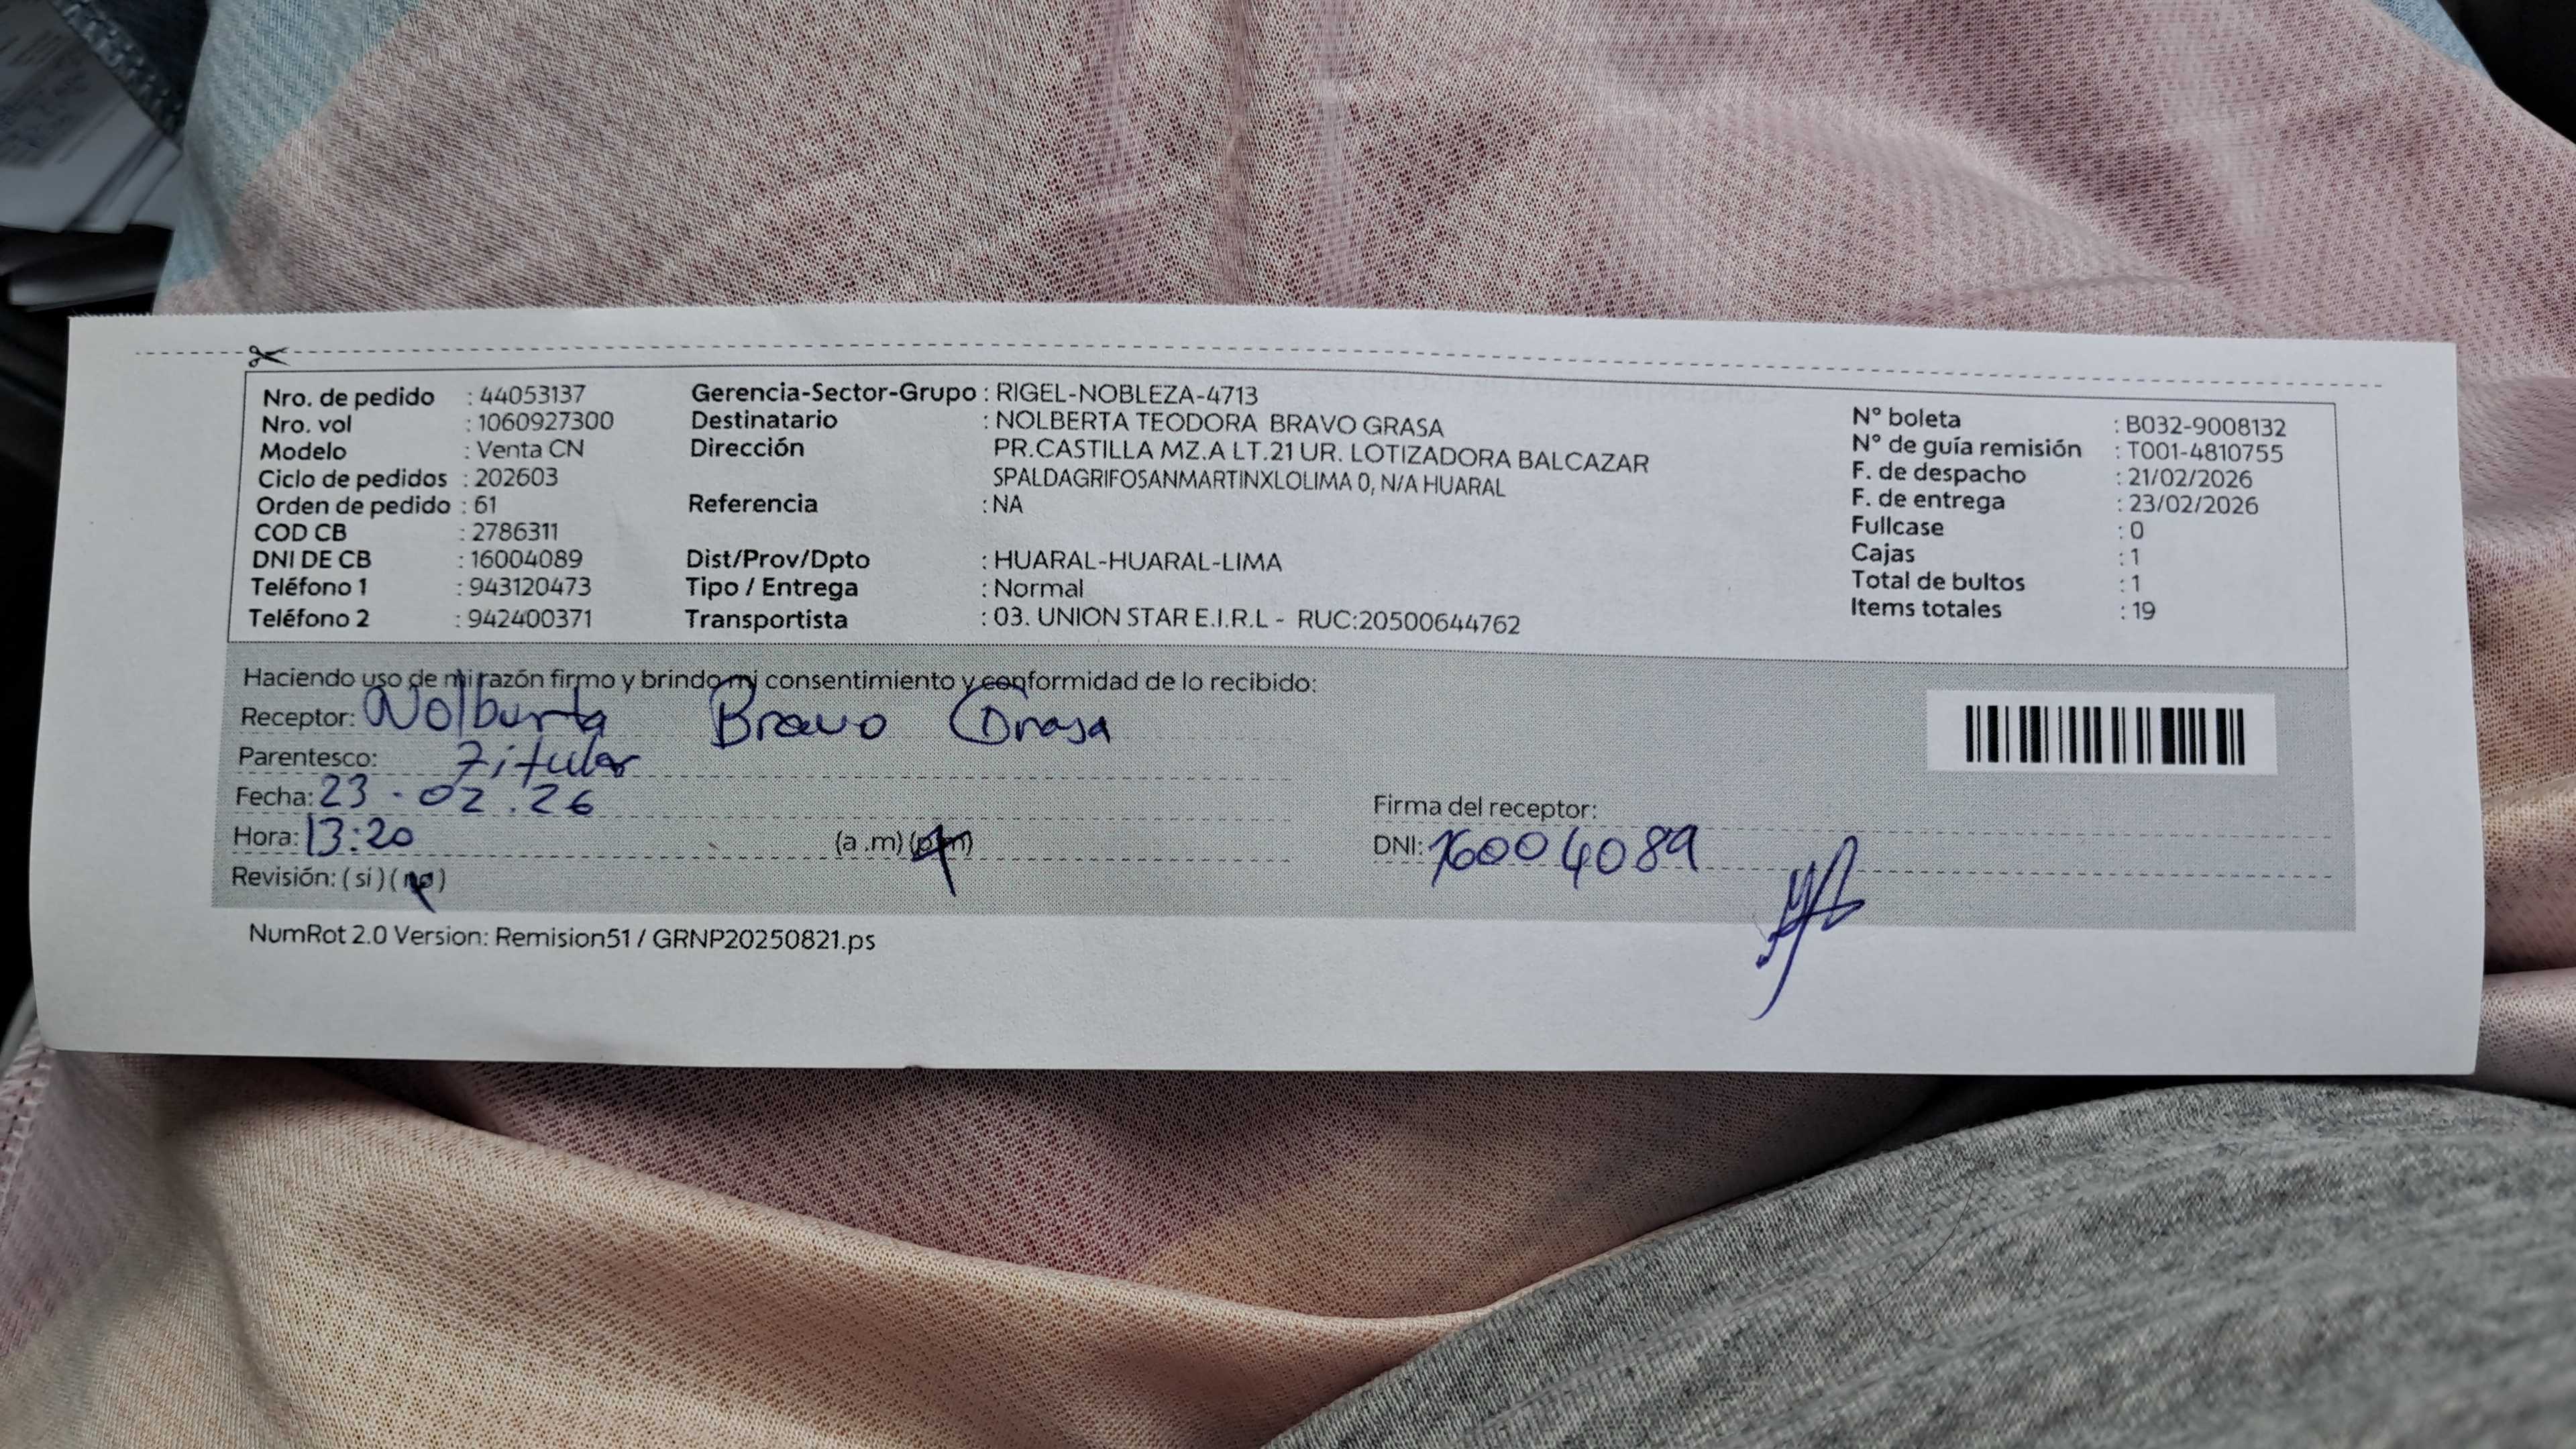 Nro. de pedido : 44053137
Nro. vol : 1060927300
Modelo : Venta CN
Ciclo de pedidos : 202603
Orden de pedido : 61
COD CB : 2786311
DNI DE CB : 16004089
Teléfono 1 : 943120473
Teléfono 2 : 942400371
Gerencia-Sector-Grupo : RIGEL-NOBLEZA-4713
Destinatario : NOLBERTA TEODORA BRAVO GRASA
Dirección PR.CASTILLA MZ.A LT.21 UR. LOTIZADORA BALCAZAR
SPALDAGRIFOSANMARTINXLOLIMA 0, N/A HUARAL
Referencia : NA
Dist/Prov/Dpto : HUARAL-HUARAL-LIMA
Tipo / Entrega : Normal
Transportista : 03. UNION STAR E.I.R.L - RUC:20500644762
N° boleta : B032-9008132
N° de guía remisión : T001-4810755
F. de despacho : 21/02/2026
F. de entrega : 23/02/2026
Fullcase : 0
Cajas : 1
Total de bultos : 1
Items totales : 19
Haciendo uso de mi razón firmo y brindo mi consentimiento y conformidad de lo recibido:
Receptor: Nolberta Bravo Grasa
Parentesco: Titular
Fecha: 23 - 02 . 26
Hora: 13:20 (a .m) (p.m)
Revisión: ( si ) ( no )
Firma del receptor:
DNI: 16004089
NumRot 2.0 Version: Remision51 / GRNP20250821.ps